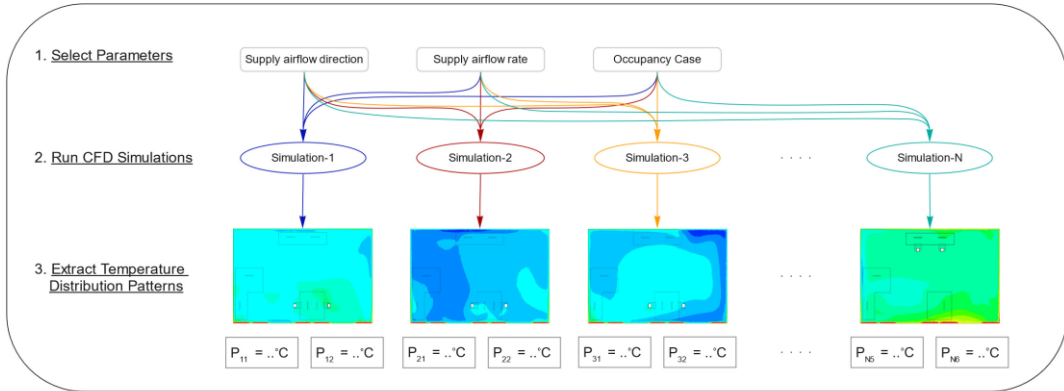 1. Select Parameters
Supply airflow direction
Supply airflow rate
Occupancy Case
2. Run CFD Simulations
Simulation-1
Simulation-2
Simulation-3
. . . .
Simulation-N
3. Extract Temperature
Distribution Patterns
. . . .
P11 = ..°C
P12 = ..°C
P21 = ..°C
P22 = ..°C
P31 = ..°C
P32 = ..°C
. . . .
PN5 = ..°C
PN6 = ..°C